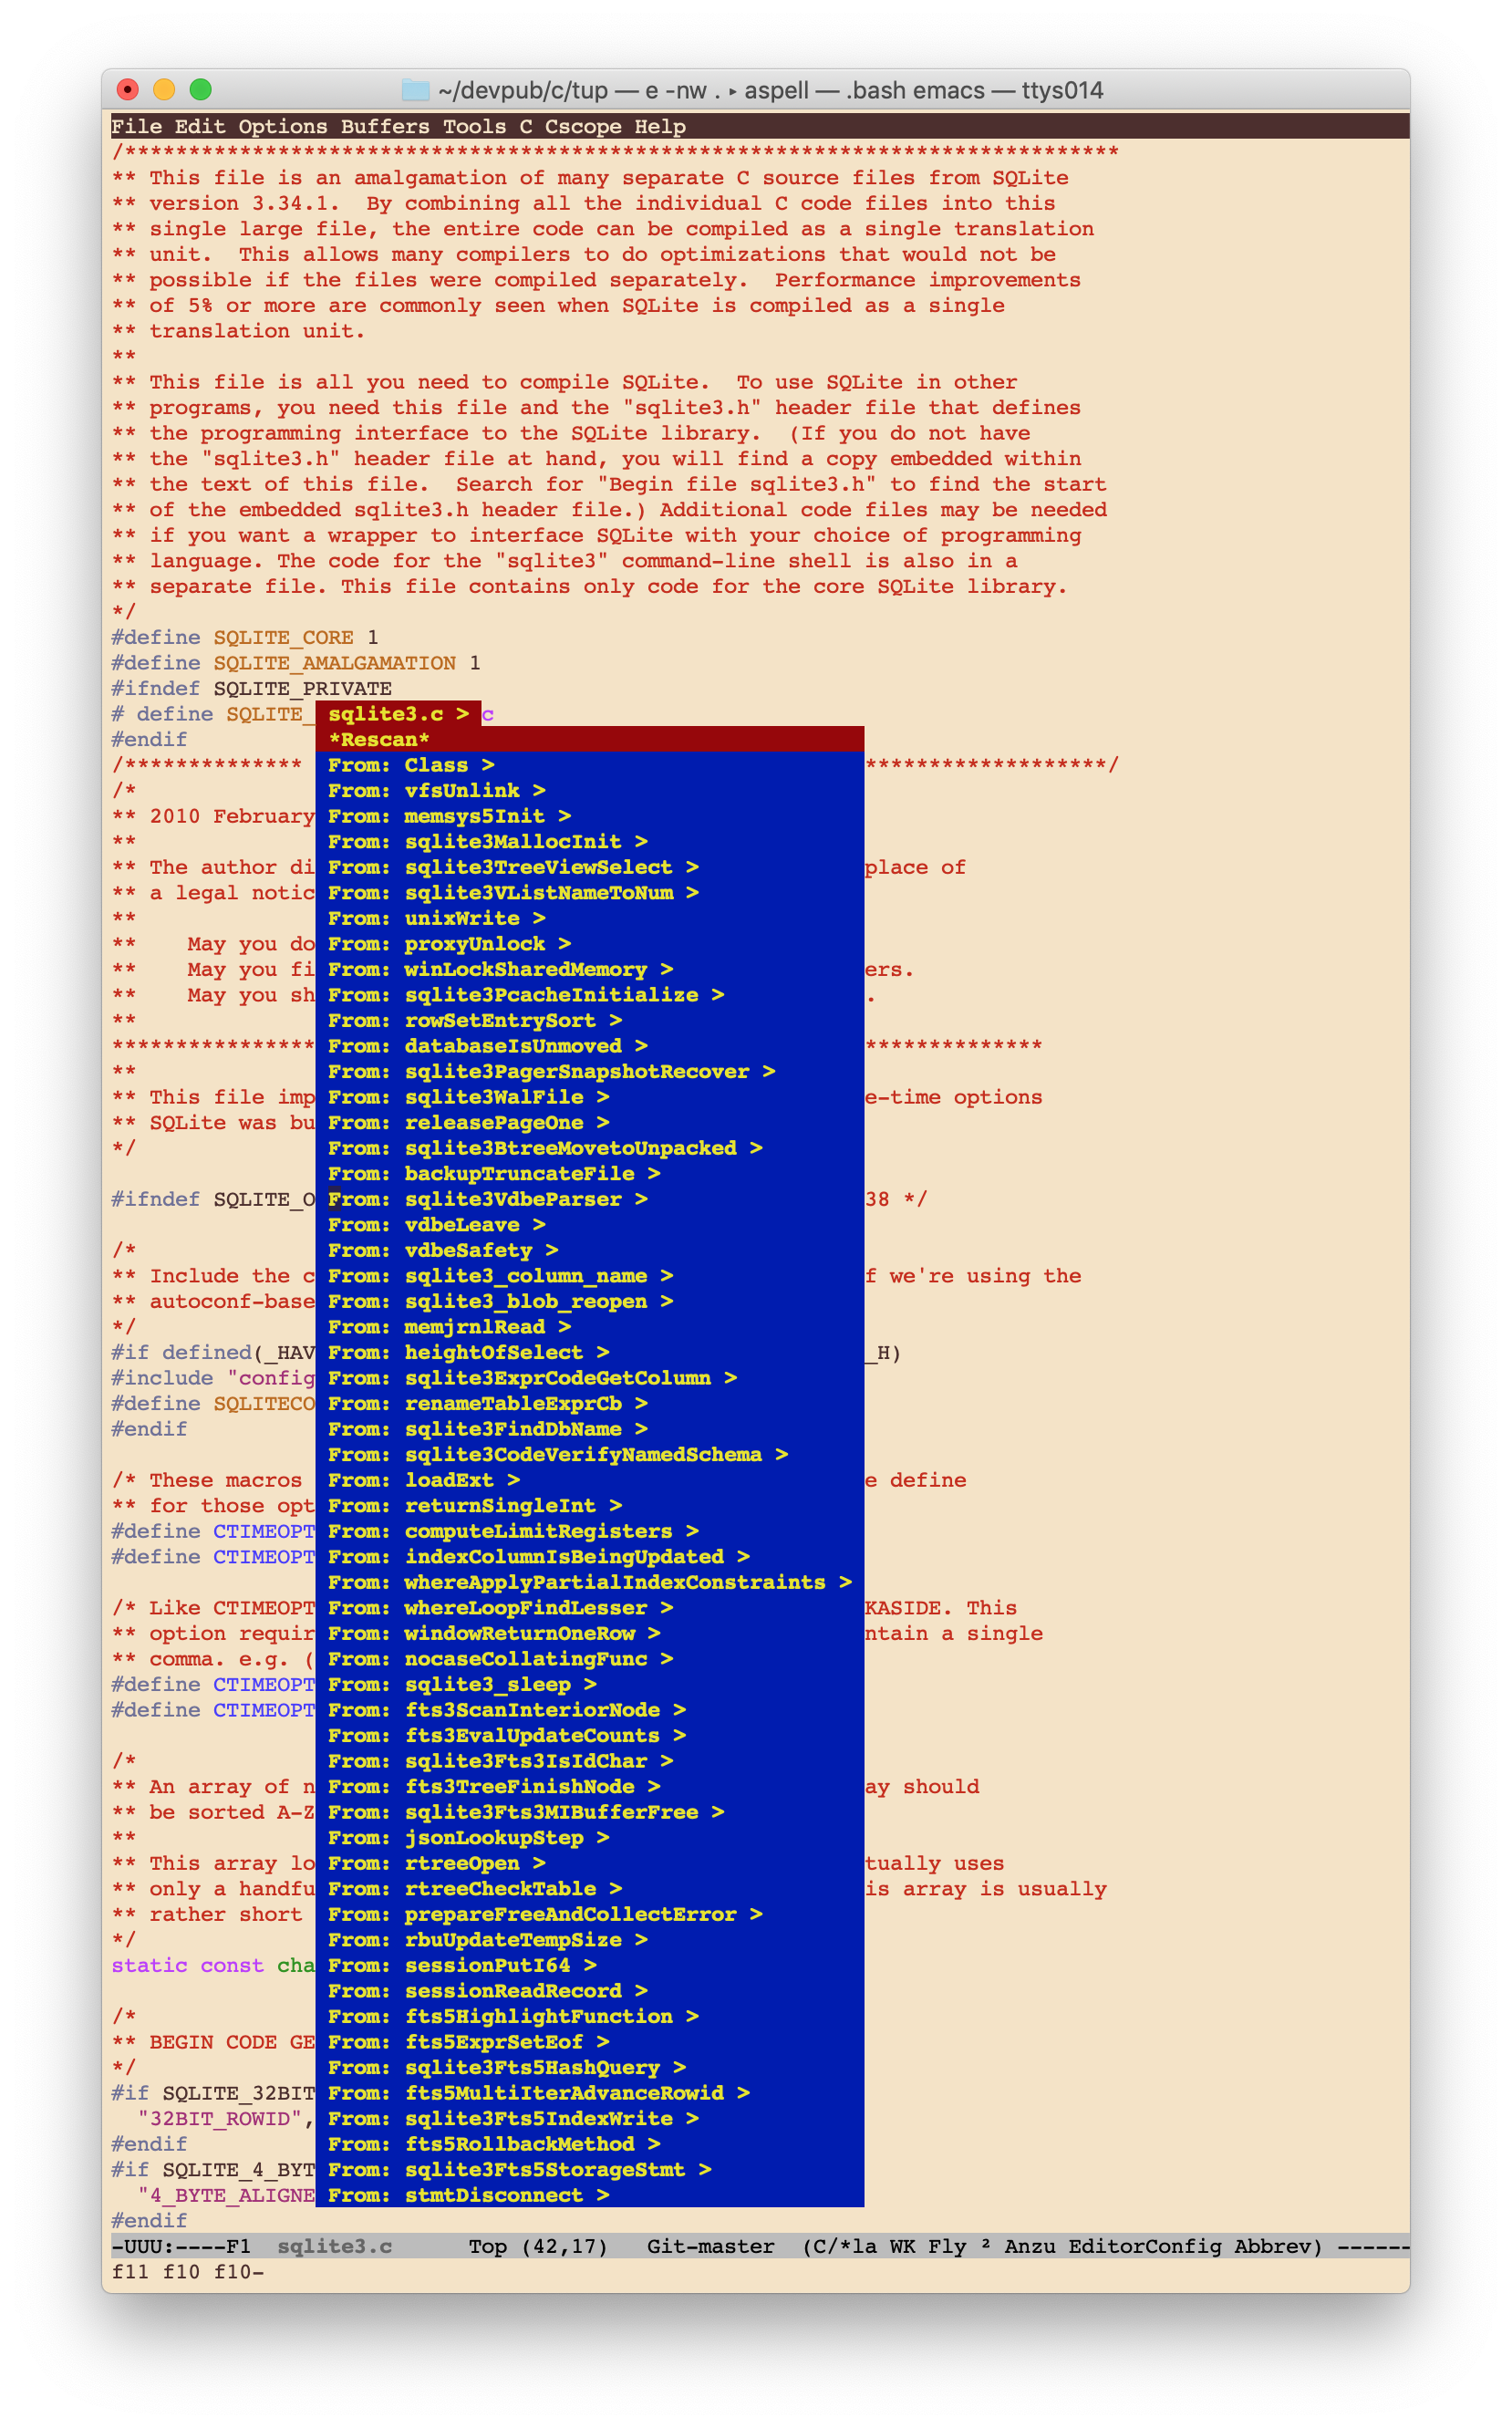 ~/devpub/c/tup — e -nw . ▸ aspell — .bash emacs — ttys014
File Edit Options Buffers Tools C Cscope Help
/******************************************************************************
** This file is an amalgamation of many separate C source files from SQLite
** version 3.34.1.  By combining all the individual C code files into this
** single large file, the entire code can be compiled as a single translation
** unit.  This allows many compilers to do optimizations that would not be
** possible if the files were compiled separately.  Performance improvements
** of 5% or more are commonly seen when SQLite is compiled as a single
** translation unit.
**
** This file is all you need to compile SQLite.  To use SQLite in other
** programs, you need this file and the "sqlite3.h" header file that defines
** the programming interface to the SQLite library.  (If you do not have
** the "sqlite3.h" header file at hand, you will find a copy embedded within
** the text of this file.  Search for "Begin file sqlite3.h" to find the start
** of the embedded sqlite3.h header file.) Additional code files may be needed
** if you want a wrapper to interface SQLite with your choice of programming
** language. The code for the "sqlite3" command-line shell is also in a
** separate file. This file contains only code for the core SQLite library.
*/
#define SQLITE_CORE 1
#define SQLITE_AMALGAMATION 1
#ifndef SQLITE_PRIVATE
# define SQLITE_ sqlite3.c > c
#endif *Rescan*
/************** From: Class > *******************/
/* From: vfsUnlink >
** 2010 February From: memsys5Init >
** From: sqlite3MallocInit >
** The author di From: sqlite3TreeViewSelect > place of
** a legal notic From: sqlite3VListNameToNum >
** From: unixWrite >
**    May you do From: proxyUnlock >
**    May you fi From: winLockSharedMemory > ers.
**    May you sh From: sqlite3PcacheInitialize > .
** From: rowSetEntrySort >
**************** From: databaseIsUnmoved > **************
** From: sqlite3PagerSnapshotRecover >
** This file imp From: sqlite3WalFile > e-time options
** SQLite was bu From: releasePageOne >
*/ From: sqlite3BtreeMovetoUnpacked >
From: backupTruncateFile >
#ifndef SQLITE_O From: sqlite3VdbeParser > 38 */
From: vdbeLeave >
/* From: vdbeSafety >
** Include the c From: sqlite3_column_name > f we're using the
** autoconf-base From: sqlite3_blob_reopen >
*/ From: memjrnlRead >
#if defined(_HAV From: heightOfSelect > _H)
#include "config From: sqlite3ExprCodeGetColumn >
#define SQLITECO From: renameTableExprCb >
#endif From: sqlite3FindDbName >
From: sqlite3CodeVerifyNamedSchema >
/* These macros From: loadExt > e define
** for those opt From: returnSingleInt >
#define CTIMEOPT From: computeLimitRegisters >
#define CTIMEOPT From: indexColumnIsBeingUpdated >
From: whereApplyPartialIndexConstraints >
/* Like CTIMEOPT From: whereLoopFindLesser > KASIDE. This
** option requir From: windowReturnOneRow > ntain a single
** comma. e.g. ( From: nocaseCollatingFunc >
#define CTIMEOPT From: sqlite3_sleep >
#define CTIMEOPT From: fts3ScanInteriorNode >
From: fts3EvalUpdateCounts >
/* From: sqlite3Fts3IsIdChar >
** An array of n From: fts3TreeFinishNode > ay should
** be sorted A-Z From: sqlite3Fts3MIBufferFree >
** From: jsonLookupStep >
** This array lo From: rtreeOpen > tually uses
** only a handfu From: rtreeCheckTable > is array is usually
** rather short From: prepareFreeAndCollectError >
*/ From: rbuUpdateTempSize >
static const cha From: sessionPutI64 >
From: sessionReadRecord >
/* From: fts5HighlightFunction >
** BEGIN CODE GE From: fts5ExprSetEof >
*/ From: sqlite3Fts5HashQuery >
#if SQLITE_32BIT From: fts5MultiIterAdvanceRowid >
"32BIT_ROWID", From: sqlite3Fts5IndexWrite >
#endif From: fts5RollbackMethod >
#if SQLITE_4_BYT From: sqlite3Fts5StorageStmt >
"4_BYTE_ALIGNE From: stmtDisconnect >
#endif
-UUU:----F1  sqlite3.c      Top (42,17)   Git-master  (C/*la WK Fly ² Anzu EditorConfig Abbrev) ------
f11 f10 f10-